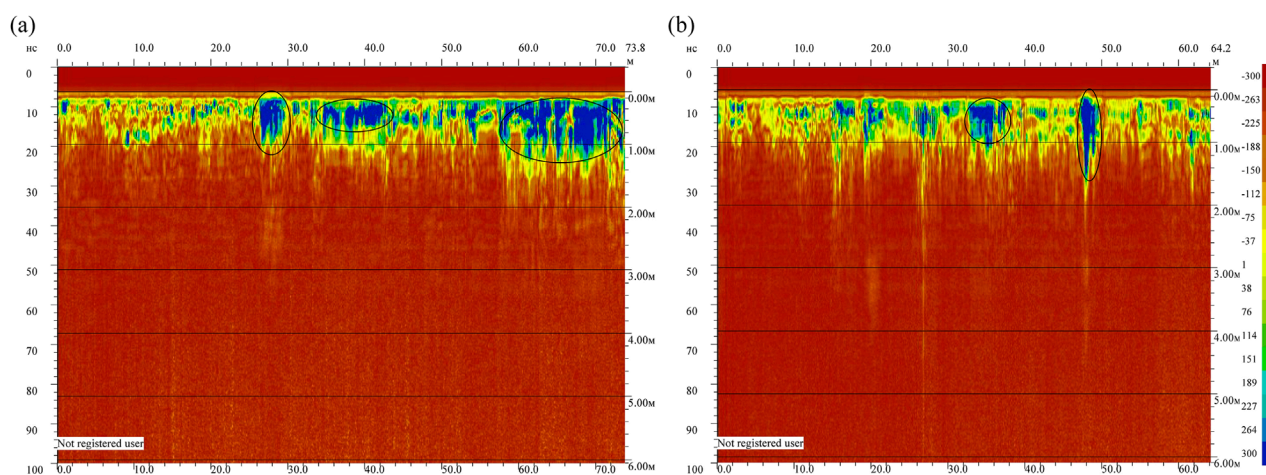 (a)
нс 0.0 10.0 20.0 30.0 40.0 50.0 60.0 70.0 73.8
м
0
10
20
30
40
50
60
70
80
90
100
0.00м
1.00м
2.00м
3.00м
4.00м
5.00м
6.00м
Not registered user
0.0 10.0 20.0 30.0 40.0 50.0 60.0 70.0
(b)
нс 0.0 10.0 20.0 30.0 40.0 50.0 60.0 64.2
м
0
10
20
30
40
50
60
70
80
90
100
0.00м
1.00м
2.00м
3.00м
4.00м
5.00м
6.00м
Not registered user
0.0 10.0 20.0 30.0 40.0 50.0 60.0
-300
-263
-225
-188
-150
-112
-75
-37
1
38
76
114
151
189
227
264
300